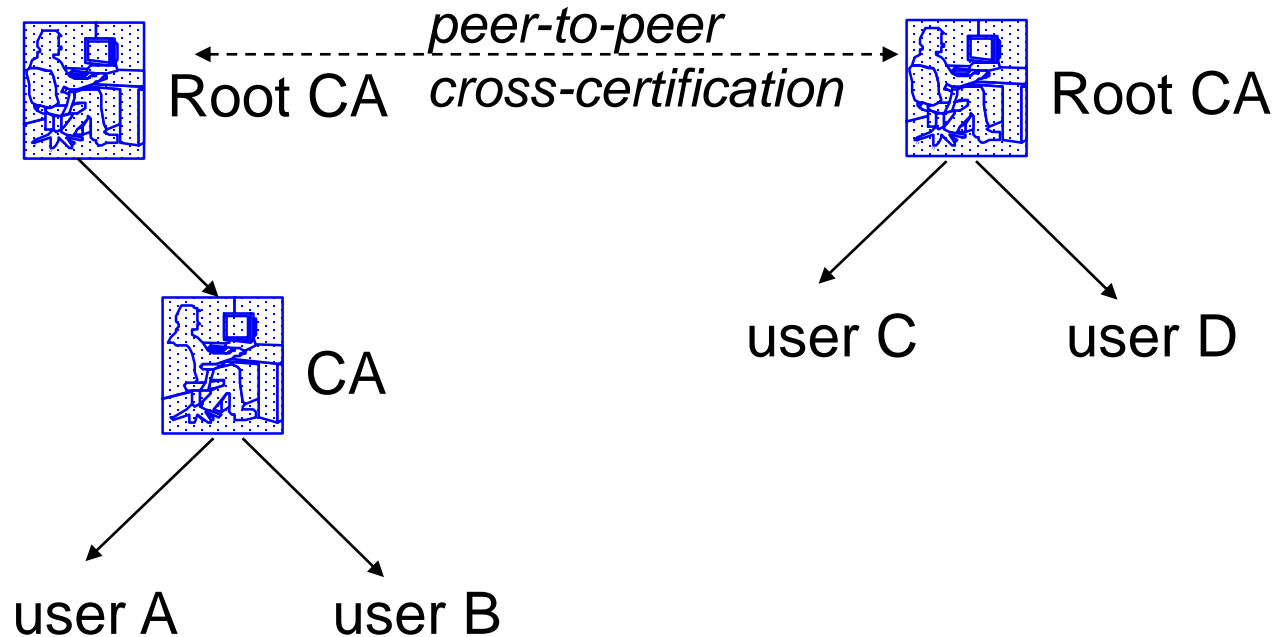 peer-to-peer
Root CA
cross-certification
Root CA
user C
user D
CA
user A
user B